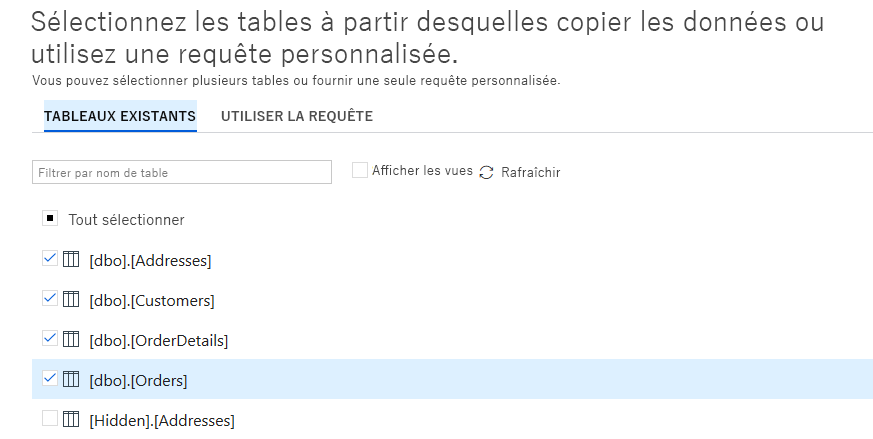 Sélectionnez les tables à partir desquelles copier les données ou
utilisez une requête personnalisée.
Vous pouvez sélectionner plusieurs tables ou fournir une seule requête personnalisée.
TABLEAUX EXISTANTS UTILISER LA REQUÊTE
Filtrer par nom de table Afficher les vues Rafraîchir
Tout sélectionner
[dbo].[Addresses]
[dbo].[Customers]
[dbo].[OrderDetails]
[dbo].[Orders]
[Hidden].[Addresses]